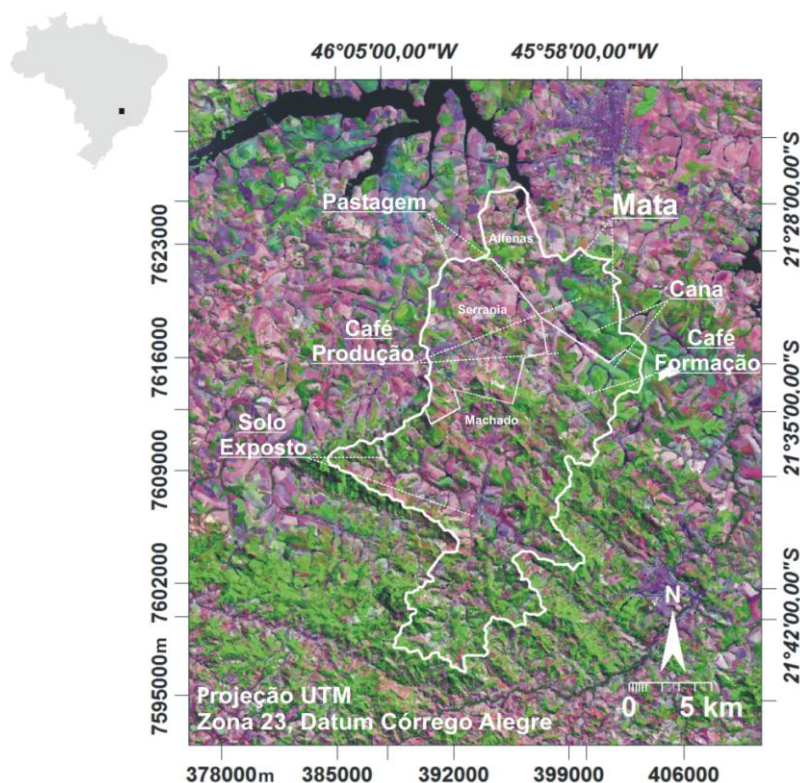 46°05'00,00"W
45°58'00,00"W
Pastagem
Mata
Alfenas
Cana
Serrania
Café
Produção
Café
Formação
Machado
Solo
Exposto
7623000
7616000
7609000
7602000
7595000m
21°28'00,00"S
21°35'00,00"S
21°42'00,00"S
N
0 5 km
Projeção UTM
Zona 23, Datum Córrego Alegre
378000m 385000 392000 399000 406000